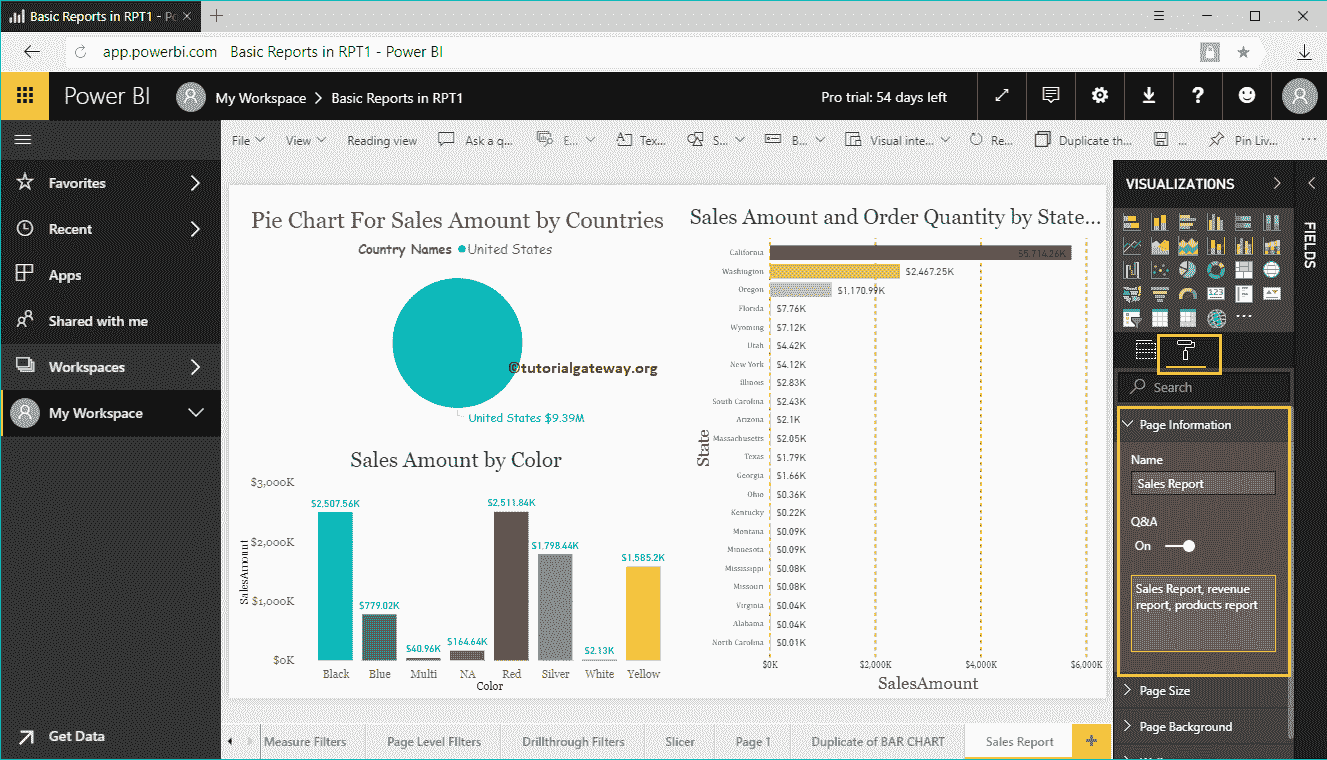 Basic Reports in RPT1 - Po
app.powerbi.com Basic Reports in RPT1 - Power BI
Power BI My Workspace > Basic Reports in RPT1 Pro trial: 54 days left
File View Reading view Ask a q... E... Tex... S... B... Visual inte... Re... Duplicate th... ... Pin Liv... ...
Favorites
Recent
Apps
Shared with me
Workspaces
My Workspace
Get Data
Pie Chart For Sales Amount by Countries
Country Names United States
©tutorialgateway.org
United States $9.39M
Sales Amount by Color
SalesAmount
$3,000K
$2,000K
$1,000K
$0K
$2,507.56K
$779.02K
$40.96K
$164.64K
$2,511.84K
$1,798.44K
$2.13K
$1,585.2K
Black Blue Multi NA Red Silver White Yellow
Color
Sales Amount and Order Quantity by State...
State
California $5,714.26K
Washington $2,467.25K
Oregon $1,170.99K
Florida $7.76K
Wyoming $7.12K
Utah $4.42K
New York $4.12K
Illinois $2.83K
South Carolina $2.43K
Arizona $2.1K
Massachusetts $2.05K
Texas $1.79K
Georgia $1.66K
Ohio $0.36K
Kentucky $0.22K
Montana $0.09K
Minnesota $0.09K
Mississippi $0.08K
Missouri $0.08K
Virginia $0.04K
Alabama $0.04K
North Carolina $0.01K
$0K $2,000K $4,000K $6,000K
SalesAmount
VISUALIZATIONS
FIELDS
123
Search
Page Information
Name
Sales Report
Q&A
On
Sales Report, revenue
report, products report
Page Size
Page Background
Measure Filters Page Level FIlters Drillthrough Filters Slicer Page 1 Duplicate of BAR CHART Sales Report +